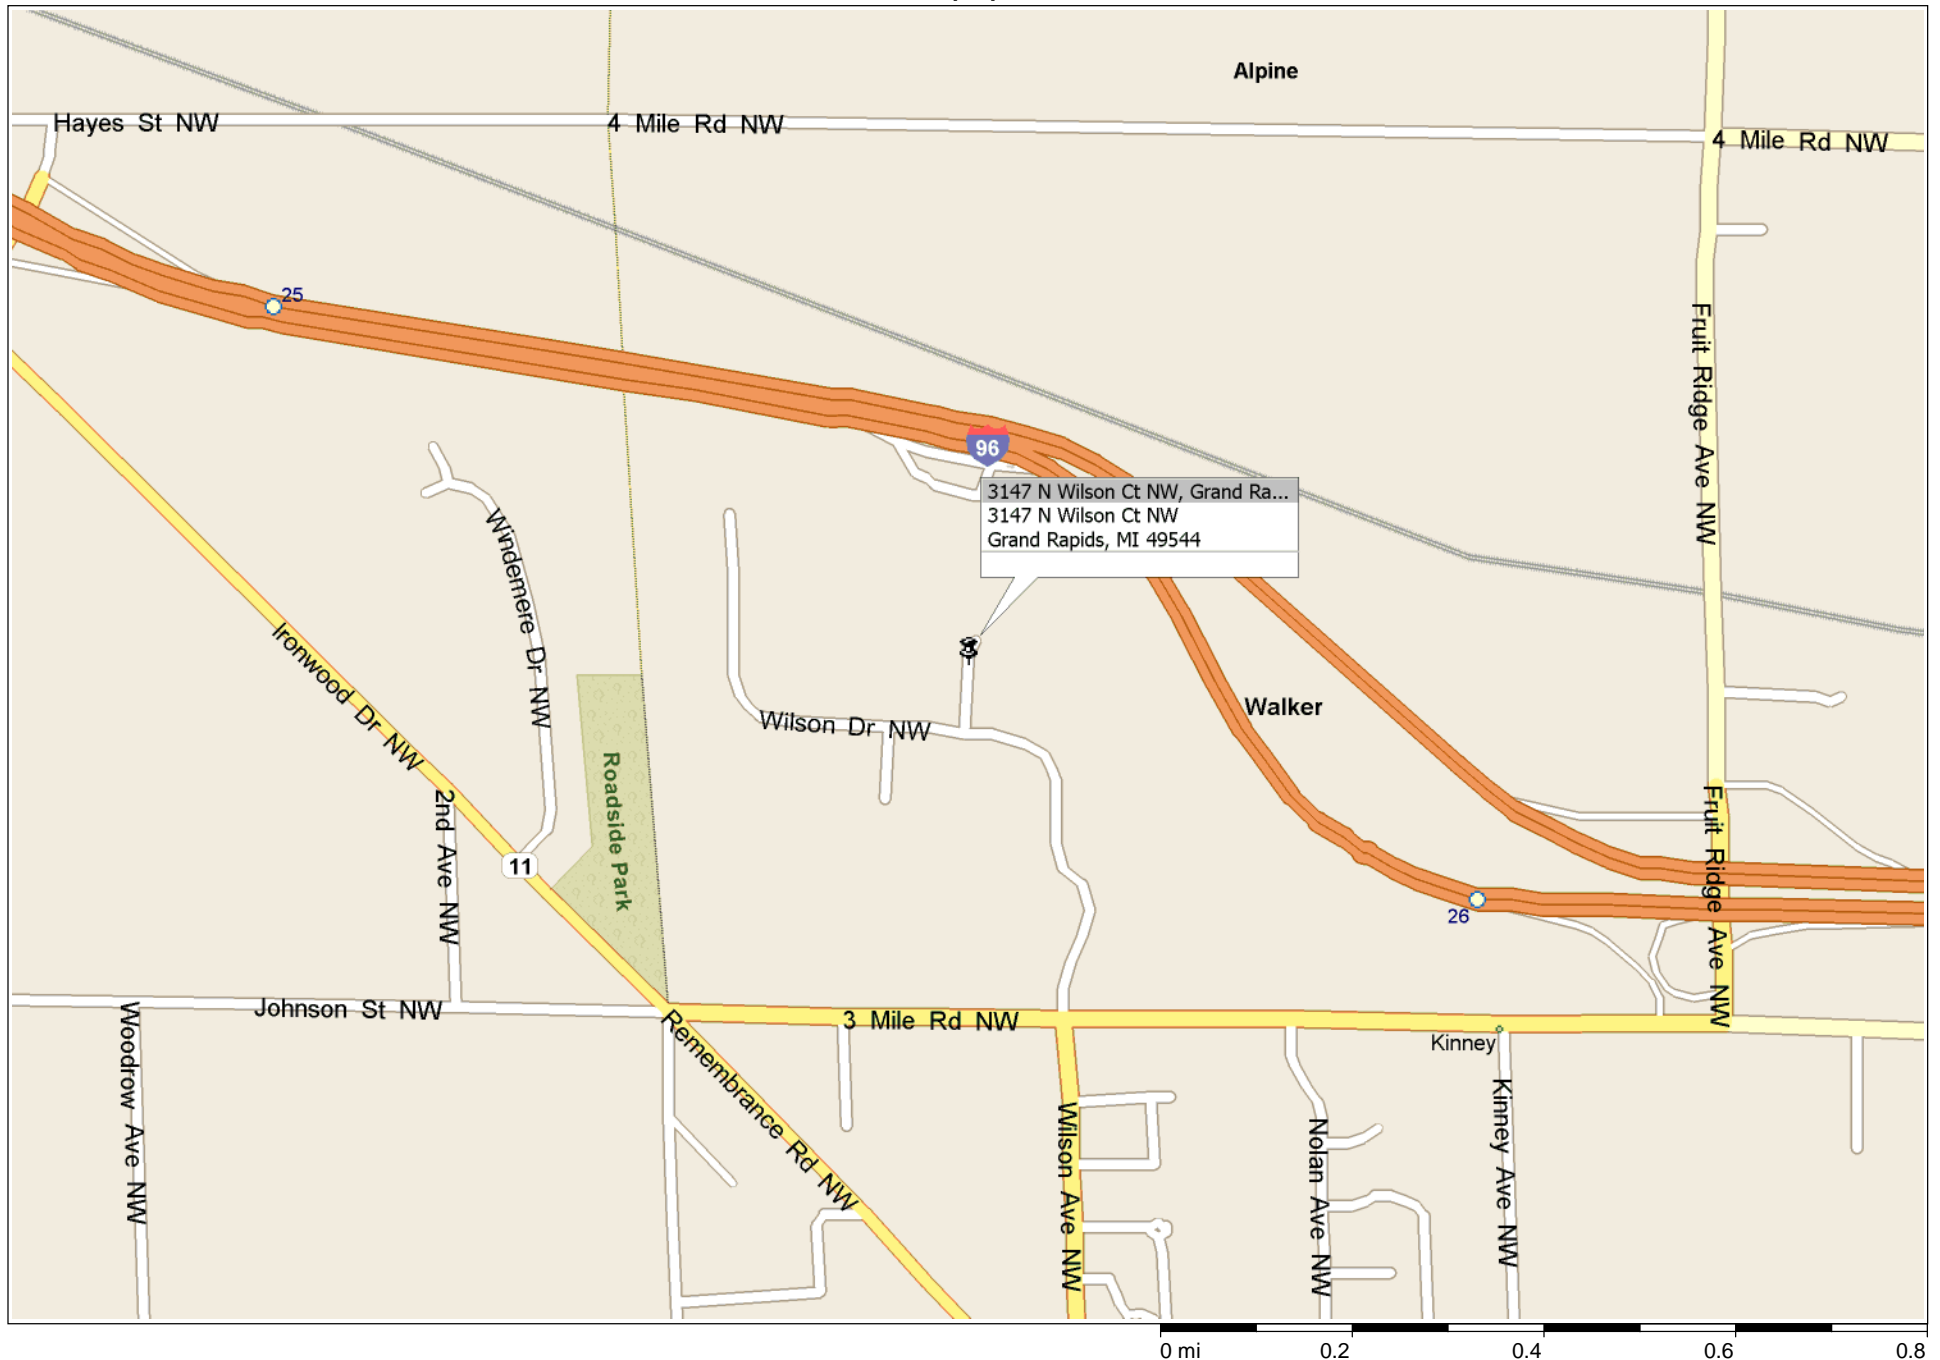 Alpine
Hayes St NW
4 Mile Rd NW
4 Mile Rd NW
25
Fruit Ridge Ave NW
96
3147 N Wilson Ct NW, Grand Ra...
3147 N Wilson Ct NW
Grand Rapids, MI 49544
Windemere Dr NW
Ironwood Dr NW
Wilson Dr NW
Walker
Roadside Park
2nd Ave NW
11
Fruit Ridge Ave NW
26
Johnson St NW
3 Mile Rd NW
Kinney
Woodrow Ave NW
Remembrance Rd NW
Wilson Ave NW
Nolan Ave NW
Kinney Ave NW
0 mi 0.2 0.4 0.6 0.8